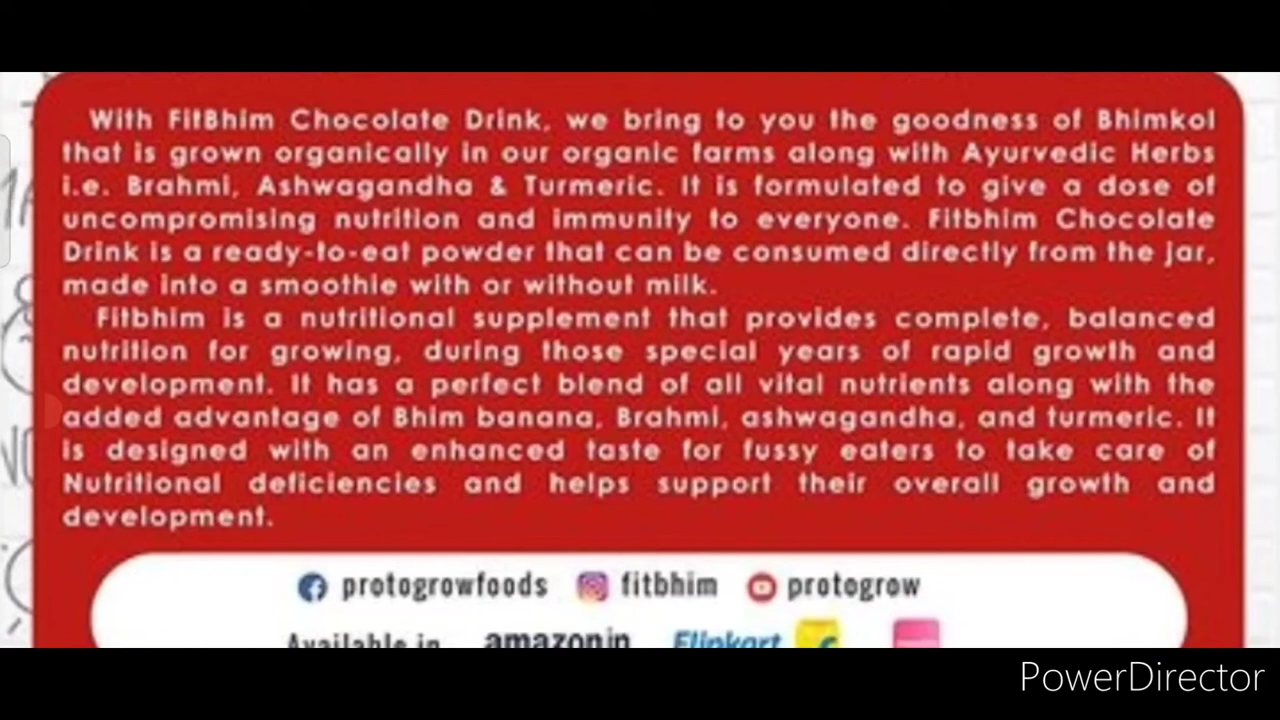 With FitBhim Chocolate Drink, we bring to you the goodness of Bhimkol
that is grown organically in our organic farms along with Ayurvedic Herbs
i.e. Brahmi, Ashwagandha & Turmeric. It is formulated to give a dose of
uncompromising nutrition and immunity to everyone. Fitbhim Chocolate
Drink is a ready-to-eat powder that can be consumed directly from the jar,
made into a smoothie with or without milk.
Fitbhim is a nutritional supplement that provides complete, balanced
nutrition for growing, during those special years of rapid growth and
development. It has a perfect blend of all vital nutrients along with the
added advantage of Bhim banana, Brahmi, ashwagandha, and turmeric. It
is designed with an enhanced taste for fussy eaters to take care of
Nutritional deficiencies and helps support their overall growth and
development.
protogrowfoods fitbhim protogrow
Available in amazon.in Flipkart
PowerDirector